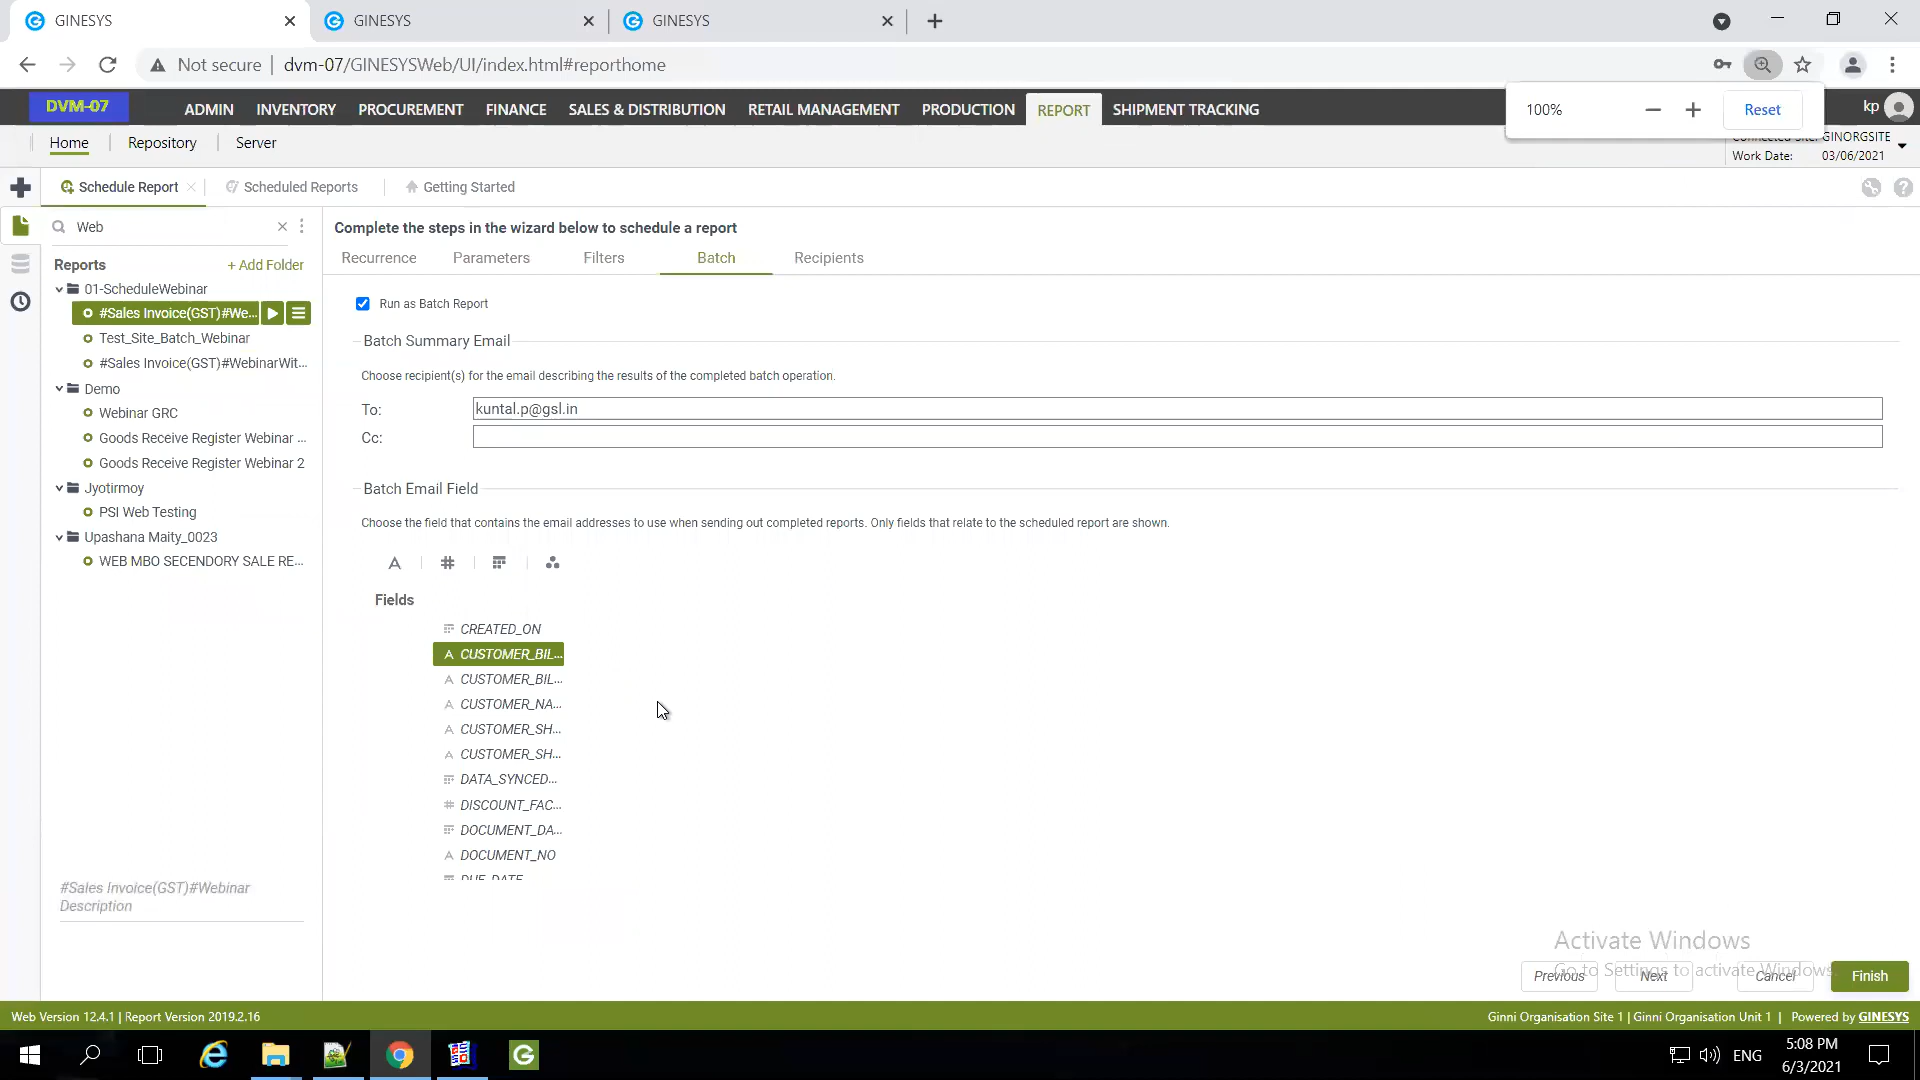 GINESYS
GINESYS
GINESYS
Not secure
dvm-07/GINESYSWeb/UI/index.html#reporthome
DVM-07
ADMIN
INVENTORY
PROCUREMENT
FINANCE
SALES & DISTRIBUTION
RETAIL MANAGEMENT
PRODUCTION
REPORT
SHIPMENT TRACKING
100%
Reset
kp
Home
Repository
Server
GINORGSITE
Work Date: 03/06/2021
Schedule Report
Scheduled Reports
Getting Started
Web
Reports
+ Add Folder
01-ScheduleWebinar
#Sales Invoice(GST)#We...
Test_Site_Batch_Webinar
#Sales Invoice(GST)#WebinarWit...
Demo
Webinar GRC
Goods Receive Register Webinar ...
Goods Receive Register Webinar 2
Jyotirmoy
PSI Web Testing
Upashana Maity_0023
WEB MBO SECENDORY SALE RE...
#Sales Invoice(GST)#Webinar
Description
Complete the steps in the wizard below to schedule a report
Recurrence
Parameters
Filters
Batch
Recipients
Run as Batch Report
Batch Summary Email
Choose recipient(s) for the email describing the results of the completed batch operation.
To: kuntal.p@gsl.in
Cc:
Batch Email Field
Choose the field that contains the email addresses to use when sending out completed reports. Only fields that relate to the scheduled report are shown.
A
#
Fields
CREATED_ON
A CUSTOMER_BIL...
A CUSTOMER_BIL...
A CUSTOMER_NA...
A CUSTOMER_SH...
A CUSTOMER_SH...
DATA_SYNCED...
# DISCOUNT_FAC...
DOCUMENT_DA...
A DOCUMENT_NO
DUE_DATE
Activate Windows
Go to Settings to activate Windows.
Previous
Next
Cancel
Finish
Web Version 12.4.1 | Report Version 2019.2.16
Ginni Organisation Site 1 | Ginni Organisation Unit 1 | Powered by GINESYS
ENG
5:08 PM
6/3/2021